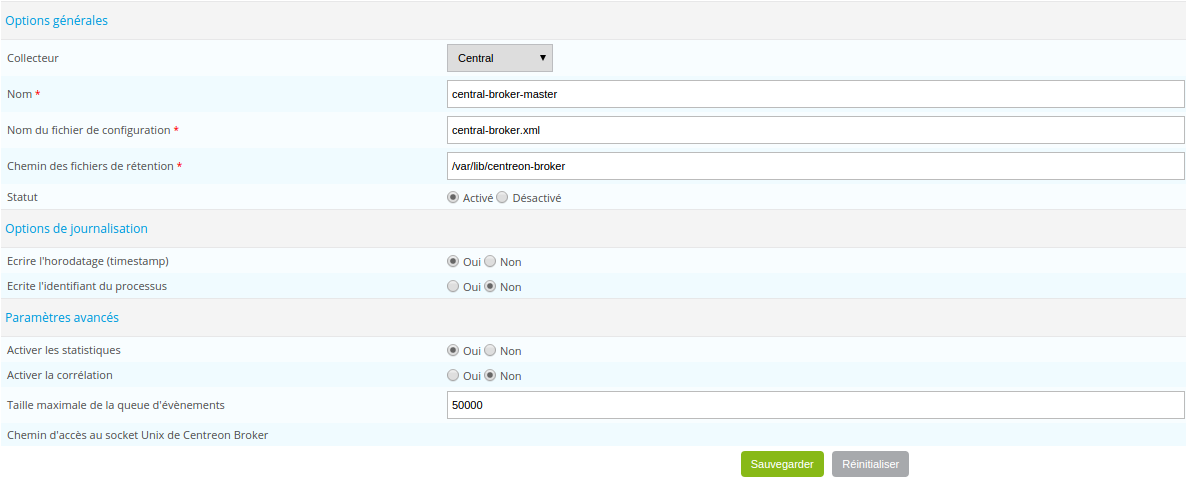 Options générales
Collecteur Central
Nom * central-broker-master
Nom du fichier de configuration * central-broker.xml
Chemin des fichiers de rétention * /var/lib/centreon-broker
Statut Activé Désactivé
Options de journalisation
Ecrire l'horodatage (timestamp) Oui Non
Ecrite l'identifiant du processus Oui Non
Paramètres avancés
Activer les statistiques Oui Non
Activer la corrélation Oui Non
Taille maximale de la queue d'évènements 50000
Chemin d'accès au socket Unix de Centreon Broker
Sauvegarder Réinitialiser